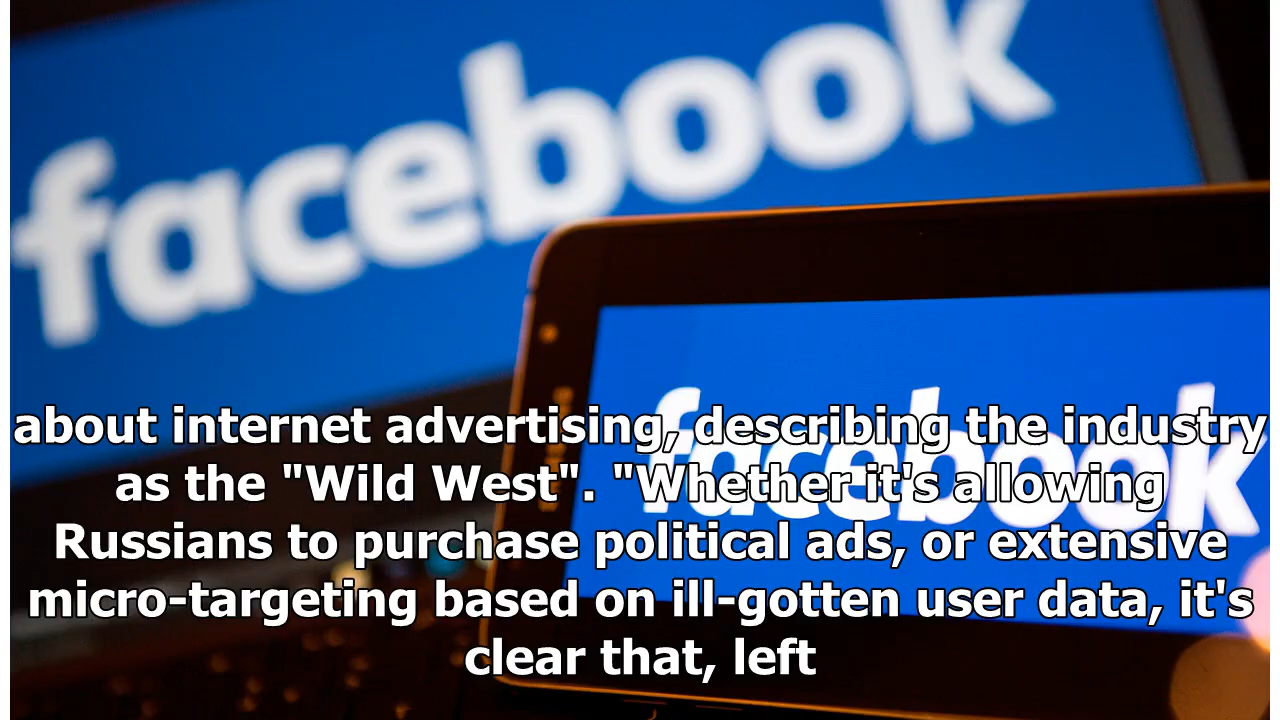 facebook
facebook
about internet advertising, describing the industry
as the "Wild West". "Whether it's allowing
Russians to purchase political ads, or extensive
micro-targeting based on ill-gotten user data, it's
clear that, left